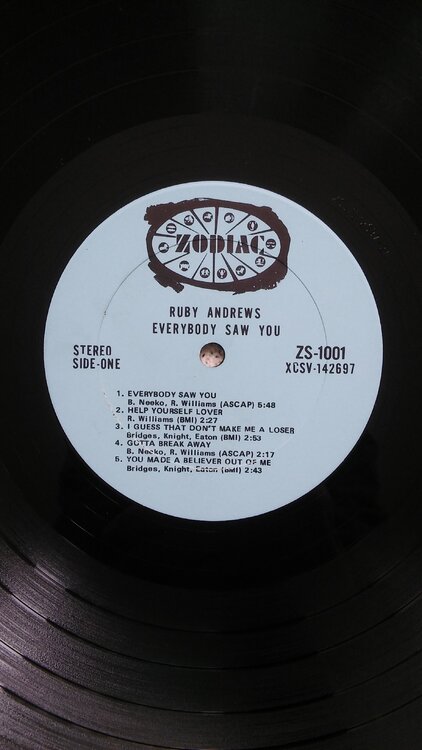 ZODIAC
RUBY ANDREWS
EVERYBODY SAW YOU
STEREO
SIDE-ONE
ZS-1001
XCSV-142697
1. EVERYBODY SAW YOU
B. Neeko, R. Williams (ASCAP) 5:48
2. HELP YOURSELF LOVER
R. Williams (BMI) 2:27
3. I GUESS THAT DON'T MAKE ME A LOSER
Bridges, Knight, Eaton (BMI) 2:53
4. GUTTA BREAK AWAY
B. Neeko, R. Williams (ASCAP) 2:17
5. YOU MADE A BELIEVER OUT OF ME
Bridges, Knight, Eaton (BMI) 2:43